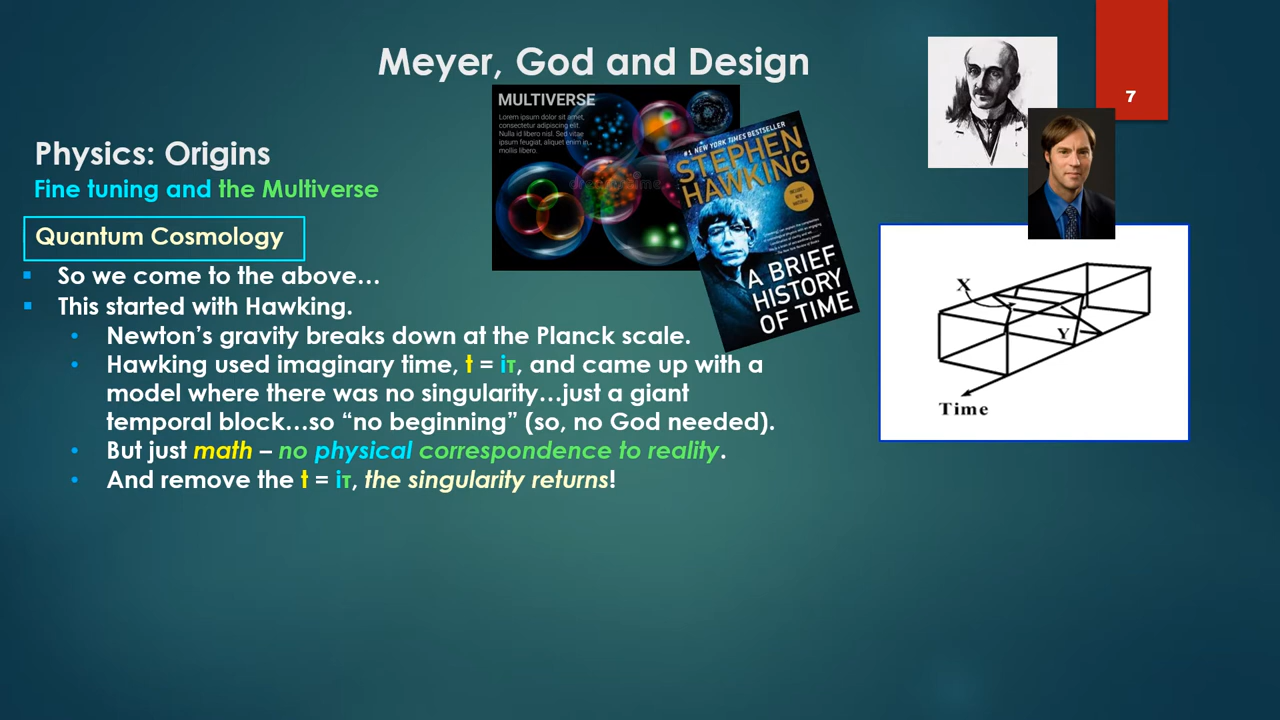 Meyer, God and Design
7
MULTIVERSE
Lorem ipsum dolor sit amet,
consectetur adipiscing elit.
Nulla id libero nisl. Sed vitae
ipsum feugiat, aliquet enim in,
mollis libero.
#1 NEW YORK TIMES BESTSELLER
STEPHEN
HAWKING
A BRIEF
HISTORY
OF TIME
Physics: Origins
Fine tuning and the Multiverse
Quantum Cosmology
▪ So we come to the above…
▪ This started with Hawking.
• Newton’s gravity breaks down at the Planck scale.
• Hawking used imaginary time, t = iτ, and came up with a
model where there was no singularity…just a giant
temporal block…so “no beginning” (so, no God needed).
• But just math – no physical correspondence to reality.
• And remove the t = iτ, the singularity returns!
X
Y
Time